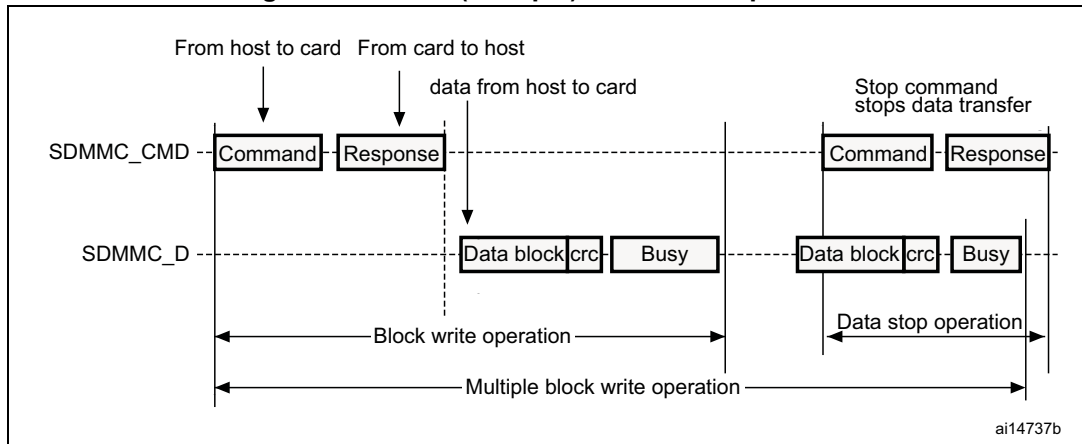 From host to card From card to host
data from host to card
Stop command
stops data transfer
SDMMC_CMD Command Response Command Response
SDMMC_D Data block crc Busy Data block crc Busy
Block write operation Data stop operation
Multiple block write operation
ai14737b